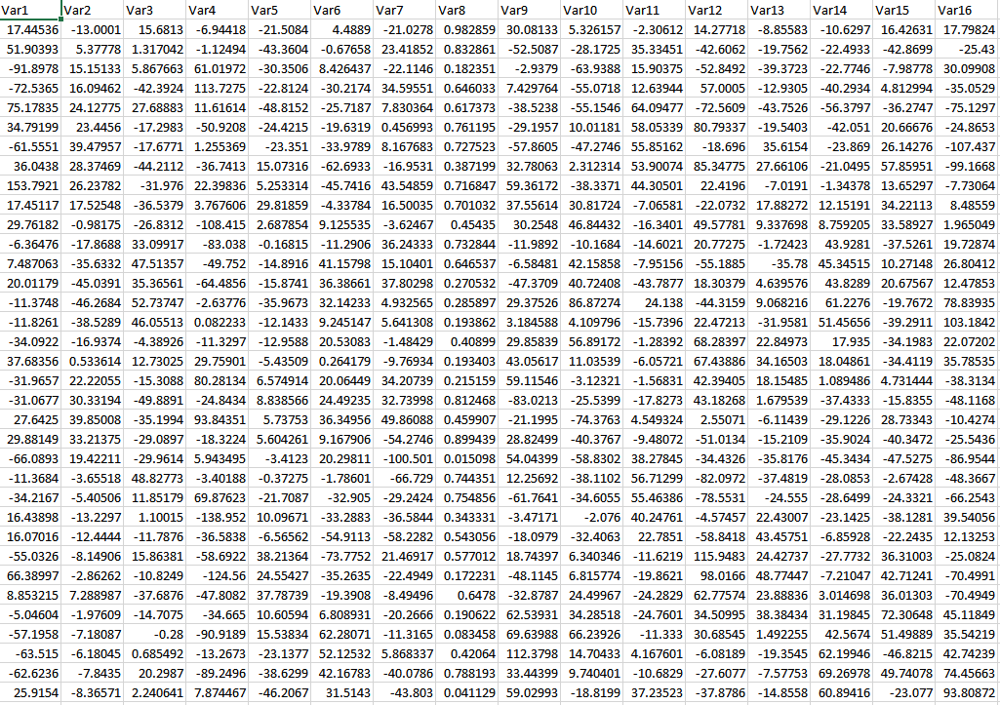 Var1 Var2 Var3 Var4 Var5 Var6 Var7 Var8 Var9 Var10 Var11 Var12 Var13 Var14 Var15 Var16
17.44536 -13.0001 15.6813 -6.94418 -21.5084 4.4889 -21.0278 0.982859 30.08133 5.326157 -2.30612 14.27718 -8.85583 -10.6297 16.42631 17.79824
51.90393 5.37778 1.317042 -1.12494 -43.3604 -0.67658 23.41852 0.832861 -52.5087 -28.1725 35.33451 -42.6062 -19.7562 -22.4933 -42.8699 -25.43
-91.8978 15.15133 5.867663 61.01972 -30.3506 8.426437 -22.1146 0.182351 -2.9379 -63.9388 15.90375 -52.8492 -39.3723 -22.7746 -7.98778 30.09908
-72.5365 16.09462 -42.3924 113.7275 -22.8124 -30.2174 34.59551 0.646033 7.429764 -55.0718 12.63944 57.0005 -12.9305 -40.2934 4.812994 -35.0529
75.17835 24.12775 27.68883 11.61614 -48.8152 -25.7187 7.830364 0.617373 -38.5238 -55.1546 64.09477 -72.5609 -43.7526 -56.3797 -36.2747 -75.1297
34.79199 23.4456 -17.2983 -50.9208 -24.4215 -19.6319 0.456993 0.761195 -29.1957 10.01181 58.05339 80.79337 -19.5403 -42.051 20.66676 -24.8653
-61.5551 39.47957 -17.6771 1.255369 -23.351 -33.9789 8.167683 0.727523 -57.8605 -47.2746 55.85162 -18.696 35.6154 -23.869 26.14276 -107.437
36.0438 28.37469 -44.2112 -36.7413 15.07316 -62.6933 -16.9531 0.387199 32.78063 2.312314 53.90074 85.34775 27.66106 -21.0495 57.85951 -99.1668
153.7921 26.23782 -31.976 22.39836 5.253314 -45.7416 43.54859 0.716847 59.36172 -38.3371 44.30501 22.4196 -7.0191 -1.34378 13.65297 -7.73064
17.45117 17.52548 -36.5379 3.767606 29.81859 -4.33784 16.50035 0.701032 37.55614 30.81724 -7.06581 -22.0732 17.88272 12.15191 34.22113 8.48559
29.76182 -0.98175 -26.8312 -108.415 2.687854 9.125535 -3.62467 0.45435 30.2548 46.84432 -16.3401 49.57781 9.337698 8.759205 33.58927 1.965049
-6.36476 -17.8688 33.09917 -83.038 -0.16815 -11.2906 36.24333 0.732844 -11.9892 -10.1684 -14.6021 20.77275 -1.72423 43.9281 -37.5261 19.72874
7.487063 -35.6332 47.51357 -49.752 -14.8916 41.15798 15.10401 0.646537 -6.58481 42.15858 -7.95156 -55.1885 -35.78 45.34515 10.27148 26.80412
20.01179 -45.0391 35.36561 -64.4856 -15.8741 36.38661 37.80298 0.270532 -47.3709 40.72408 -43.7877 18.30379 4.639576 43.8289 20.67567 12.47853
-11.3748 -46.2684 52.73747 -2.63776 -35.9673 32.14233 4.932565 0.285897 29.37526 86.87274 24.138 -44.3159 9.068216 61.2276 -19.7672 78.83935
-11.8261 -38.5289 46.05513 0.082233 -12.1433 9.245147 5.641308 0.193862 3.184588 4.109796 -15.7396 22.47213 -31.9581 51.45656 -39.2911 103.1842
-34.0922 -16.9374 -4.38926 -11.3297 -12.9588 20.53083 -1.48429 0.40899 29.85839 56.89172 -1.28392 68.28397 22.84973 17.935 -34.1983 22.07202
37.68356 0.533614 12.73025 29.75901 -5.43509 0.264179 -9.76934 0.193403 43.05617 11.03539 -6.05721 67.43886 34.16503 18.04861 -34.4119 35.78535
-31.9657 22.22055 -15.3088 80.28134 6.574914 20.06449 34.20739 0.215159 59.11546 -3.12321 -1.56831 42.39405 18.15485 1.089486 4.731444 -38.3134
-31.0677 30.33194 -49.8891 -24.8434 8.838566 24.49235 32.73998 0.812468 -83.0213 -25.5399 -17.8273 43.18268 1.679539 -37.4333 -15.8355 -48.1168
27.6425 39.85008 -35.1994 93.84351 5.73753 36.34956 49.86088 0.459907 -21.1995 -74.3763 4.549324 2.55071 -6.11439 -29.1226 28.73343 -10.4274
29.88149 33.21375 -29.0897 -18.3224 5.604261 9.167906 -54.2746 0.899439 28.82499 -40.3767 -9.48072 -51.0134 -15.2109 -35.9024 -40.3472 -25.5436
-66.0893 19.42211 -29.9614 5.943495 -3.4123 20.29811 -100.501 0.015098 54.04399 -58.8302 38.27845 -34.4326 -35.8176 -45.3434 -47.5275 -86.9544
-11.3684 -3.65518 48.82773 -3.40188 -0.37275 -1.78601 -66.729 0.744351 12.25692 -38.1102 56.71299 -82.0972 -37.4819 -28.0853 -2.67428 -48.3667
-34.2167 -5.40506 11.85179 69.87623 -21.7087 -32.905 -29.2424 0.754856 -61.7641 -34.6055 55.46386 -78.5531 -24.555 -28.6499 -24.3321 -66.2543
16.43898 -13.2297 1.10015 -138.952 10.09671 -33.2883 -36.5844 0.343331 -3.47171 -2.076 40.24761 -4.57457 22.43007 -23.1425 -38.1281 39.54056
16.07016 -12.4444 -11.7876 -36.5838 -6.56562 -54.9113 -58.2282 0.543056 -18.0979 -32.4063 22.7851 -58.8418 43.45751 -6.85928 -22.2435 12.13253
-55.0326 -8.14906 15.86381 -58.6922 38.21364 -73.7752 21.46917 0.577012 18.74397 6.340346 -11.6219 115.9483 24.42737 -27.7732 36.31003 -25.0824
66.38997 -2.86262 -10.8249 -124.56 24.55427 -35.2635 -22.4949 0.172231 -48.1145 6.815774 -19.8621 98.0166 48.77447 -7.21047 42.71241 -70.4991
8.853215 7.288987 -37.6876 -47.8082 37.78739 -19.3908 -8.49496 0.6478 -32.8787 24.49967 -24.2829 62.77574 23.88836 3.014698 36.01303 -70.4949
-5.04604 -1.97609 -14.7075 -34.665 10.60594 6.808931 -20.2666 0.190622 62.53931 34.28518 -24.7601 34.50995 38.38434 31.19845 72.30648 45.11849
-57.1958 -7.18087 -0.28 -90.9189 15.53834 62.28071 -11.3165 0.083458 69.63988 66.23926 -11.333 30.68545 1.492255 42.5674 51.49889 35.54219
-63.515 -6.18045 0.685492 -13.2673 -23.1377 52.12532 5.868337 0.42064 112.3798 14.70433 4.167601 -6.08189 -19.3545 62.19946 -46.8215 42.74239
-62.6236 -7.8435 20.2987 -89.2496 -38.6299 42.16783 -40.0786 0.788193 33.44399 9.740401 -10.6829 -27.6077 -7.57753 69.26978 49.74078 74.45663
25.9154 -8.36571 2.240641 7.874467 -46.2067 31.5143 -43.803 0.041129 59.02993 -18.8199 37.23523 -37.8786 -14.8558 60.89416 -23.077 93.80872